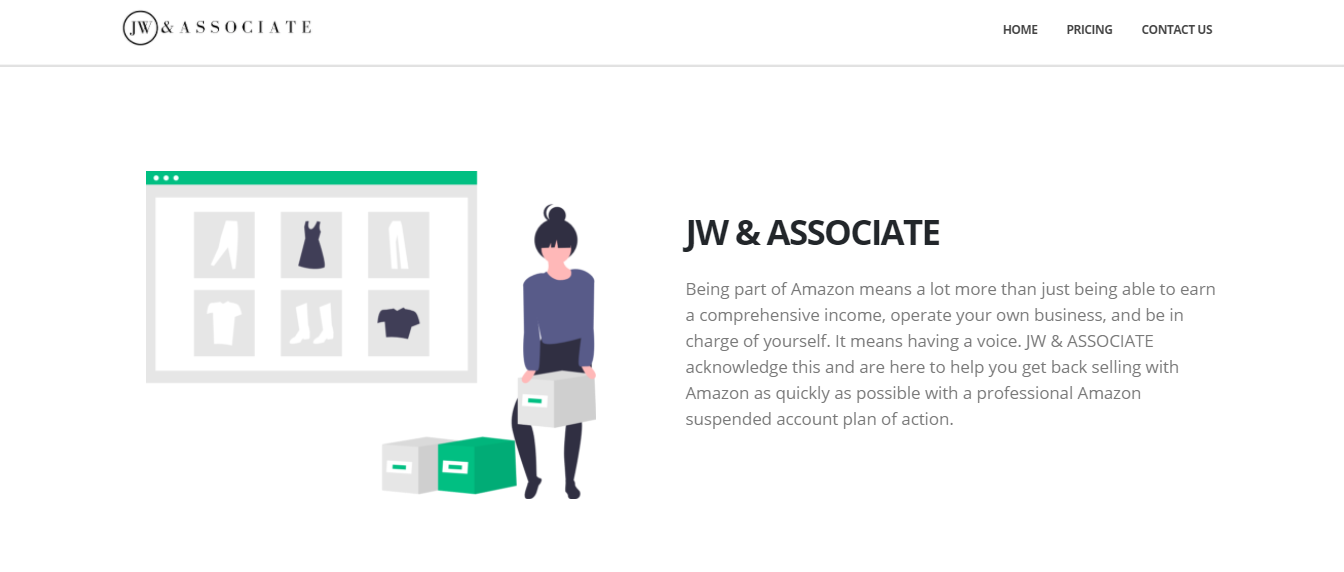 JW & ASSOCIATE
HOME PRICING CONTACT US
JW & ASSOCIATE
Being part of Amazon means a lot more than just being able to earn
a comprehensive income, operate your own business, and be in
charge of yourself. It means having a voice. JW & ASSOCIATE
acknowledge this and are here to help you get back selling with
Amazon as quickly as possible with a professional Amazon
suspended account plan of action.